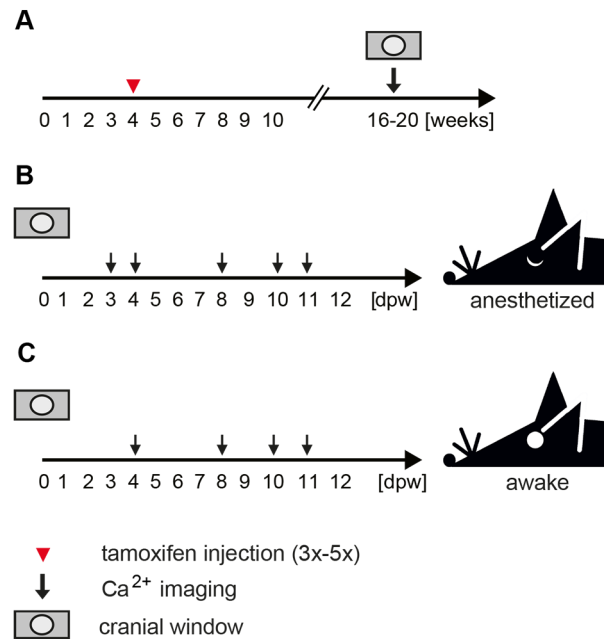 A
0 1 2 3 4 5 6 7 8 9 10 16-20 [weeks]
B
0 1 2 3 4 5 6 7 8 9 10 11 12 [dpw]
anesthetized
C
0 1 2 3 4 5 6 7 8 9 10 11 12 [dpw]
awake
tamoxifen injection (3x-5x)
Ca²⁺ imaging
cranial window